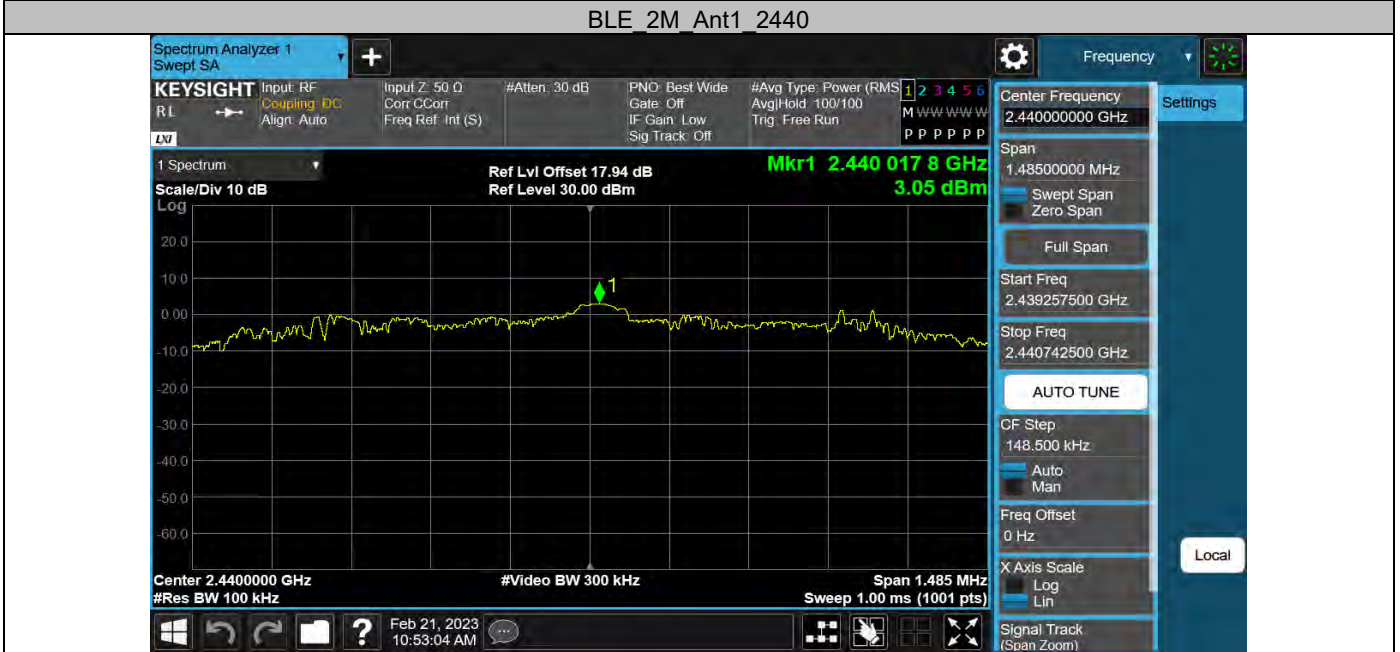 BLE_2M_Ant1_2440
Spectrum Analyzer 1
Swept SA
+
Frequency
KEYSIGHT
RL
LXI
Input: RF
Coupling: DC
Align: Auto
Input Z: 50 Ω
Corr CCorr
Freq Ref: Int (S)
#Atten: 30 dB
PNO: Best Wide
Gate: Off
IF Gain: Low
Sig Track: Off
#Avg Type: Power (RMS
Avg|Hold: 100/100
Trig: Free Run
1 2 3 4 5 6
M W W W W W
P P P P P P
Center Frequency
2.440000000 GHz
Settings
Span
1.48500000 MHz
Swept Span
Zero Span
Full Span
Start Freq
2.439257500 GHz
Stop Freq
2.440742500 GHz
AUTO TUNE
CF Step
148.500 kHz
Auto
Man
Freq Offset
0 Hz
X Axis Scale
Log
Lin
Signal Track
(Span Zoom)
Local
1 Spectrum
Ref Lvl Offset 17.94 dB
Mkr1 2.440 017 8 GHz
Scale/Div 10 dB
Ref Level 30.00 dBm
3.05 dBm
Log
20.0
10.0
1
0.00
-10.0
-20.0
-30.0
-40.0
-50.0
-60.0
Center 2.4400000 GHz
#Video BW 300 kHz
Span 1.485 MHz
#Res BW 100 kHz
Sweep 1.00 ms (1001 pts)
?
Feb 21, 2023
10:53:04 AM